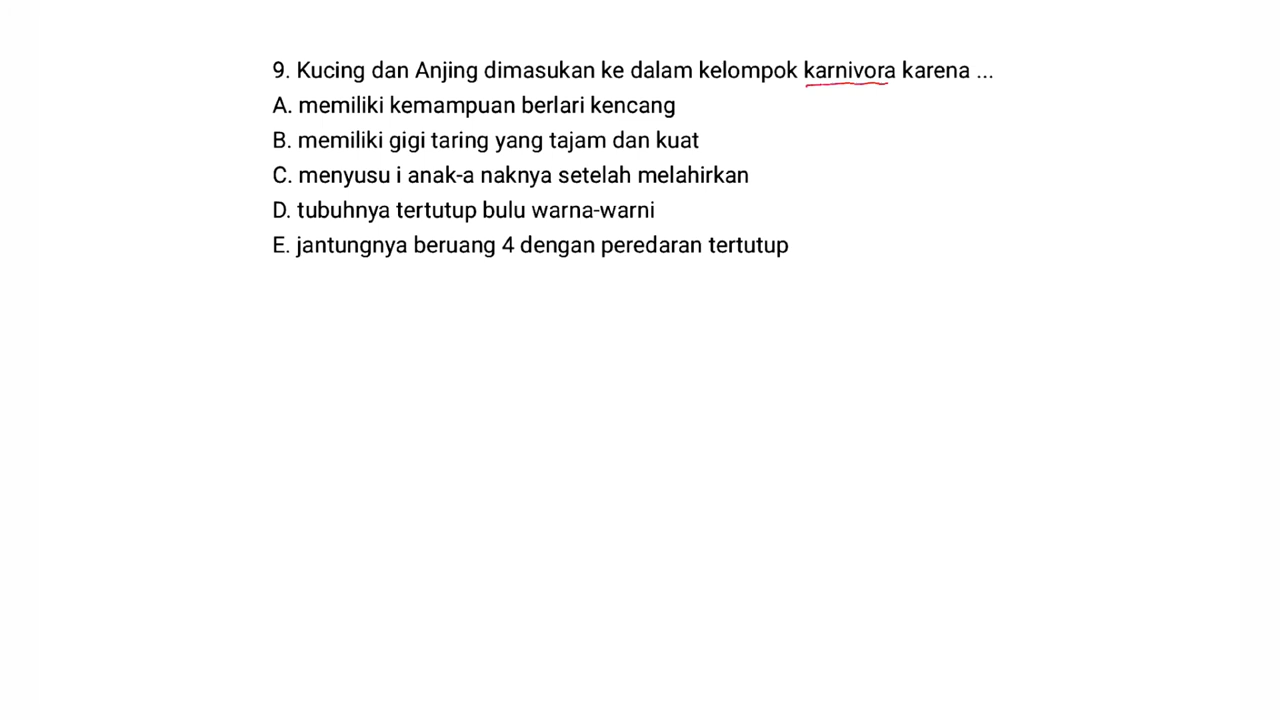 9. Kucing dan Anjing dimasukan ke dalam kelompok karnivora karena ...
A. memiliki kemampuan berlari kencang
B. memiliki gigi taring yang tajam dan kuat
C. menyusu i anak-a naknya setelah melahirkan
D. tubuhnya tertutup bulu warna-warni
E. jantungnya beruang 4 dengan peredaran tertutup